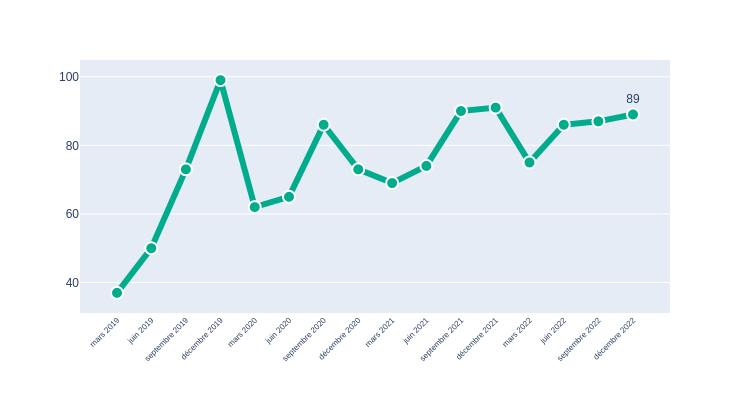 100
80
60
40
89
mars 2019
juin 2019
septembre 2019
décembre 2019
mars 2020
juin 2020
septembre 2020
décembre 2020
mars 2021
juin 2021
septembre 2021
décembre 2021
mars 2022
juin 2022
septembre 2022
décembre 2022